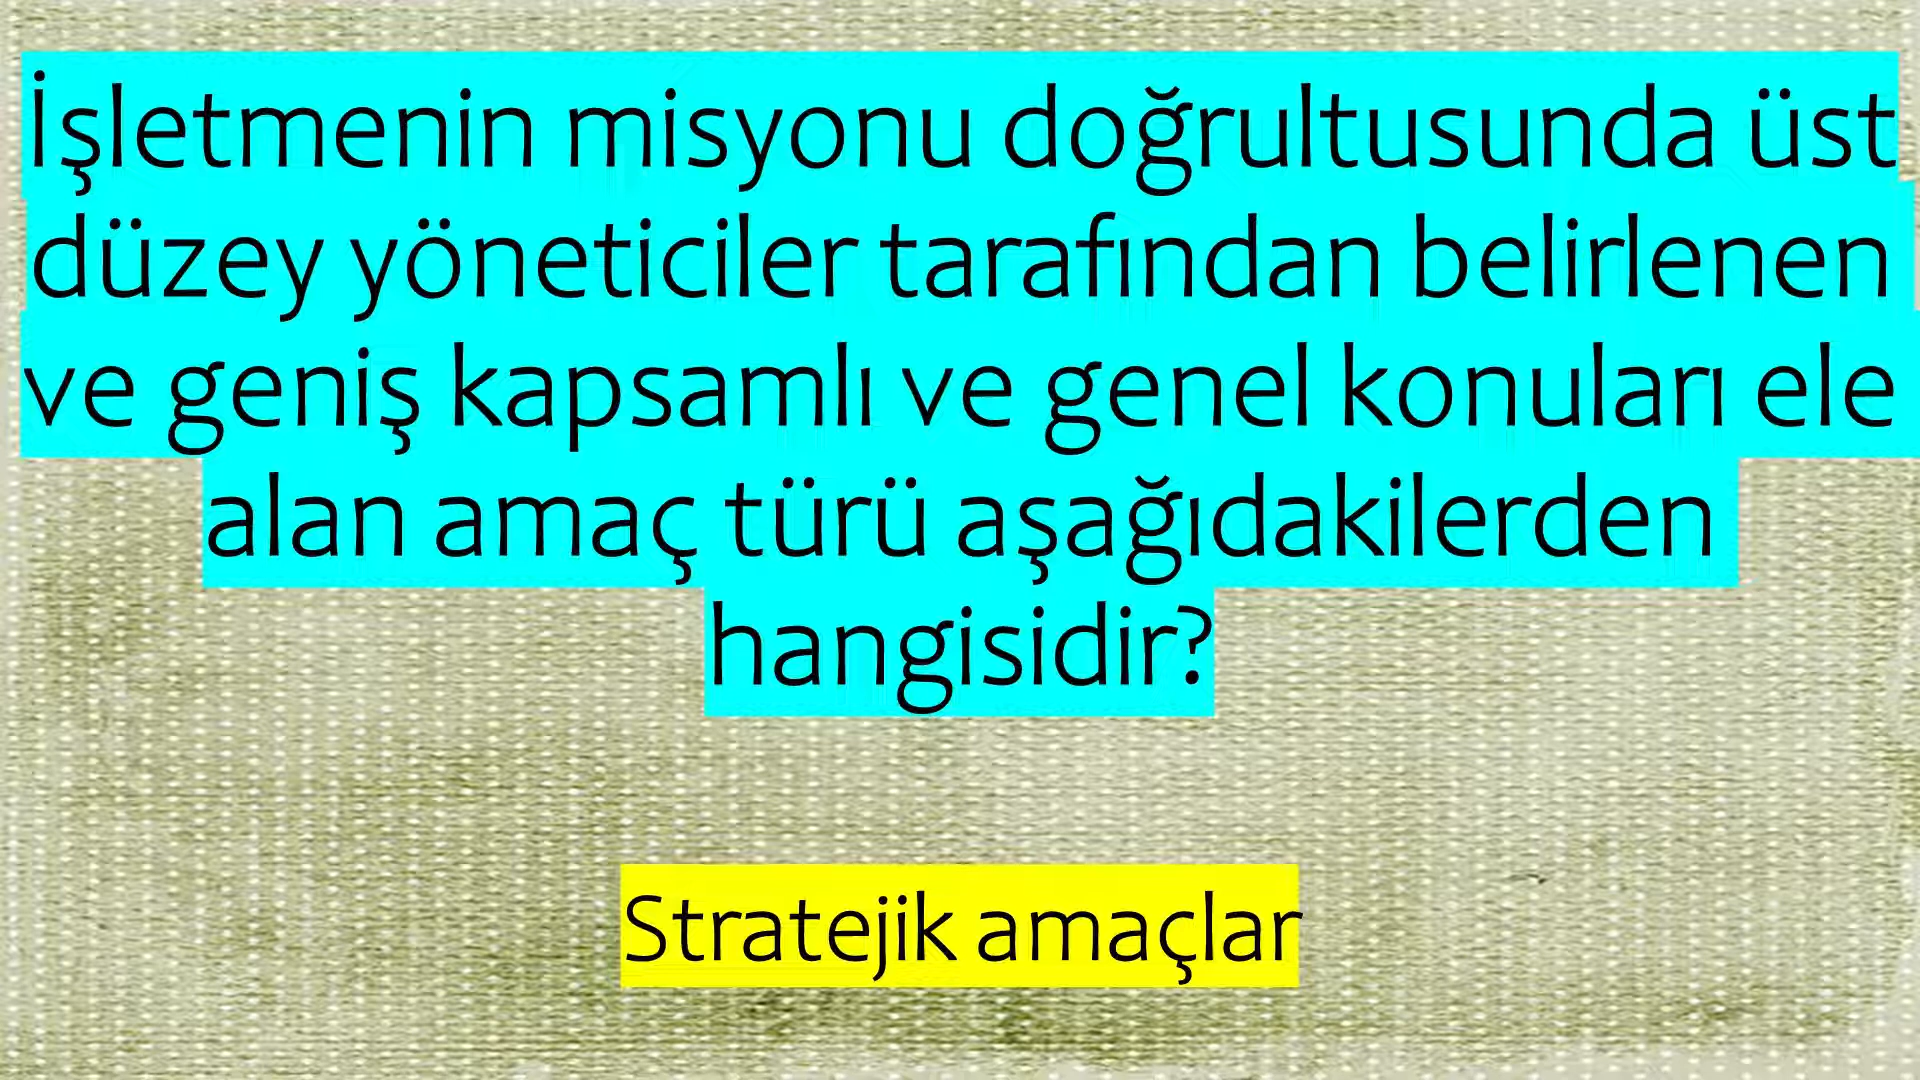 İşletmenin misyonu doğrultusunda üst
düzey yöneticiler tarafından belirlenen
ve geniş kapsamlı ve genel konuları ele
alan amaç türü aşağıdakilerden
hangisidir?
Stratejik amaçlar